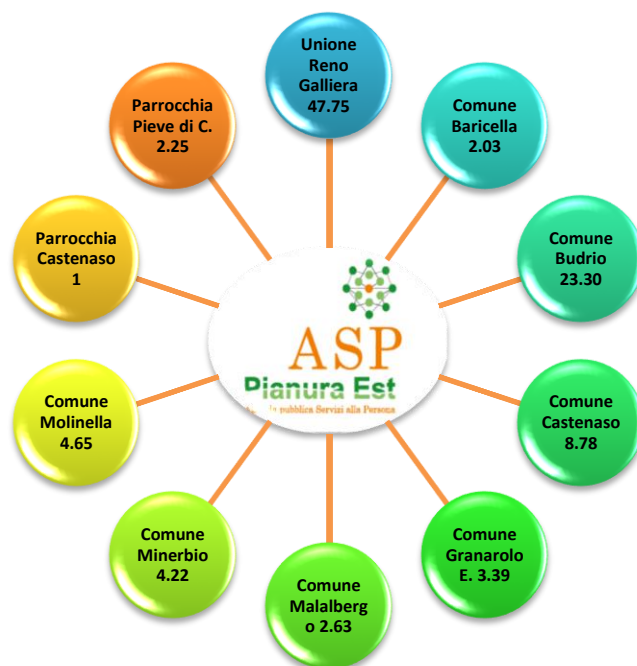 Unione
Reno
Galliera
47.75
Comune
Baricella
2.03
Comune
Budrio
23.30
Comune
Castenaso
8.78
Comune
Granarolo
E. 3.39
Comune
Malalberg
o 2.63
Comune
Minerbio
4.22
Comune
Molinella
4.65
Parrocchia
Castenaso
1
Parrocchia
Pieve di C.
2.25
ASP
Pianura Est
pubblica Servizi alla Persona